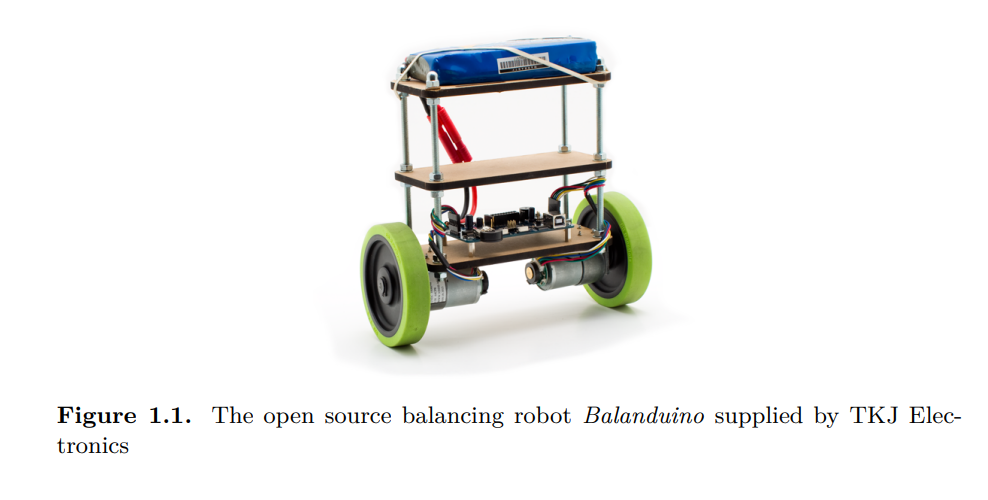 Figure 1.1. The open source balancing robot Balanduino supplied by TKJ Elec-
tronics